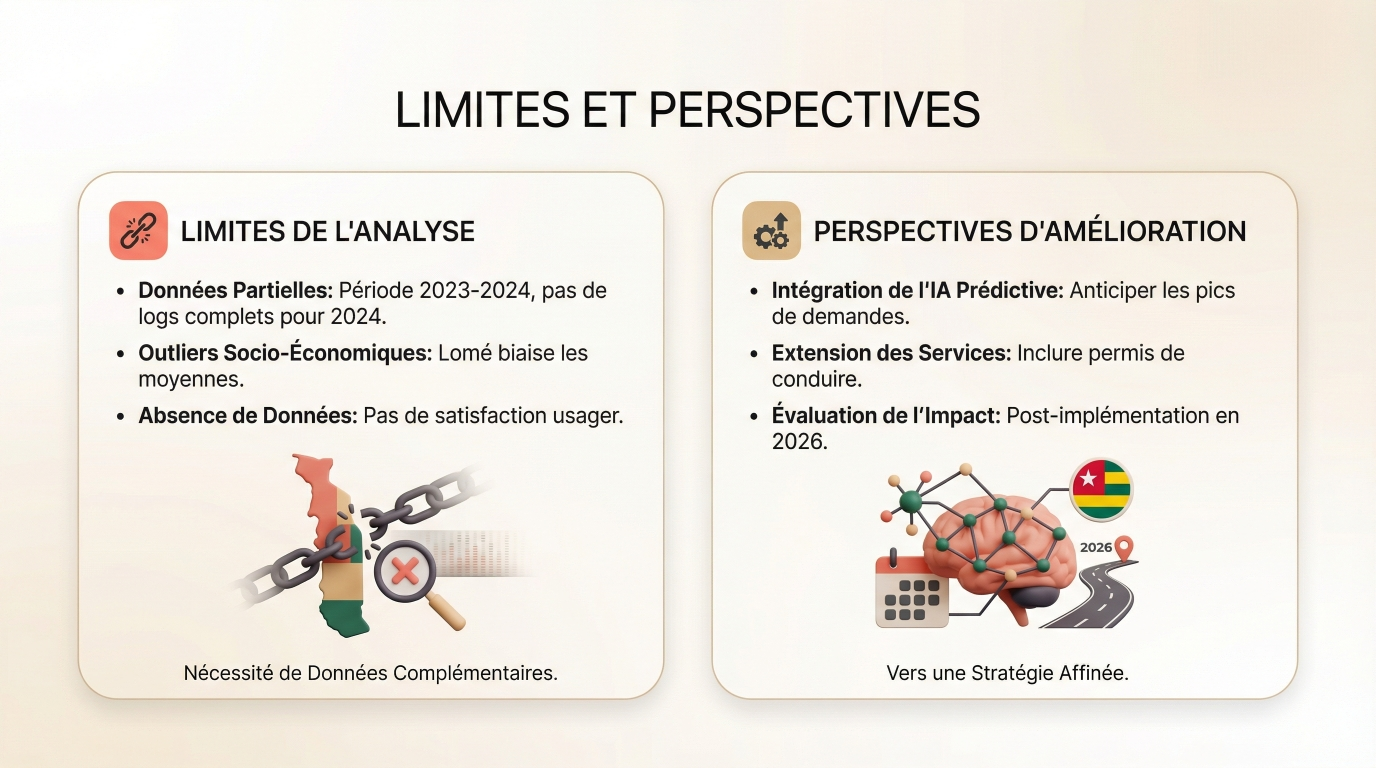 LIMITES ET PERSPECTIVES
LIMITES DE L'ANALYSE
• Données Partielles: Période 2023-2024, pas de
logs complets pour 2024.
• Outliers Socio-Économiques: Lomé biaise les
moyennes.
• Absence de Données: Pas de satisfaction usager.
Nécessité de Données Complémentaires.
PERSPECTIVES D'AMÉLIORATION
• Intégration de l'IA Prédictive: Anticiper les pics
de demandes.
• Extension des Services: Inclure permis de
conduire.
• Évaluation de l’Impact: Post-implémentation en
2026.
2026
Vers une Stratégie Affinée.